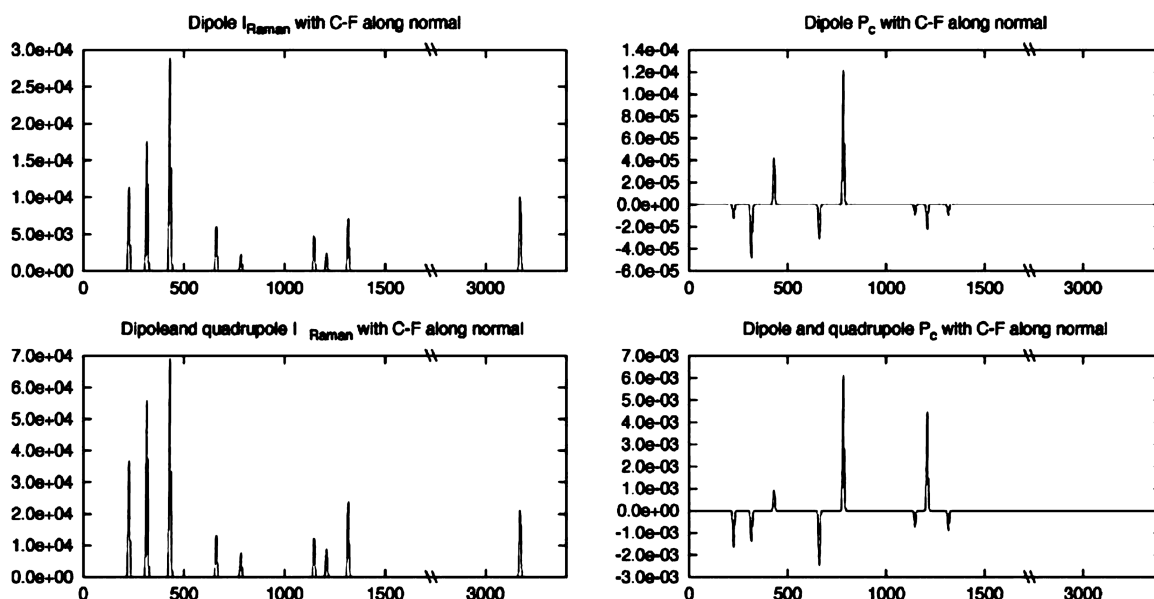 Dipole I_Raman with C-F along normal
3.0e+04
2.5e+04
2.0e+04
1.5e+04
1.0e+04
5.0e+03
0.0e+00
0 500 1000 1500 3000
Dipole P_c with C-F along normal
1.4e-04
1.2e-04
1.0e-04
8.0e-05
6.0e-05
4.0e-05
2.0e-05
0.0e+00
-2.0e-05
-4.0e-05
-6.0e-05
0 500 1000 1500 3000
Dipoleand quadrupole I _Raman with C-F along normal
7.0e+04
6.0e+04
5.0e+04
4.0e+04
3.0e+04
2.0e+04
1.0e+04
0.0e+00
0 500 1000 1500 3000
Dipole and quadrupole P_c with C-F along normal
7.0e-03
6.0e-03
5.0e-03
4.0e-03
3.0e-03
2.0e-03
1.0e-03
0.0e+00
-1.0e-03
-2.0e-03
-3.0e-03
0 500 1000 1500 3000